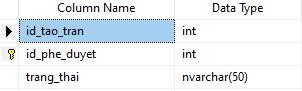 Column Name Data Type
id_tao_tran int
id_phe_duyet int
trang_thai nvarchar(50)